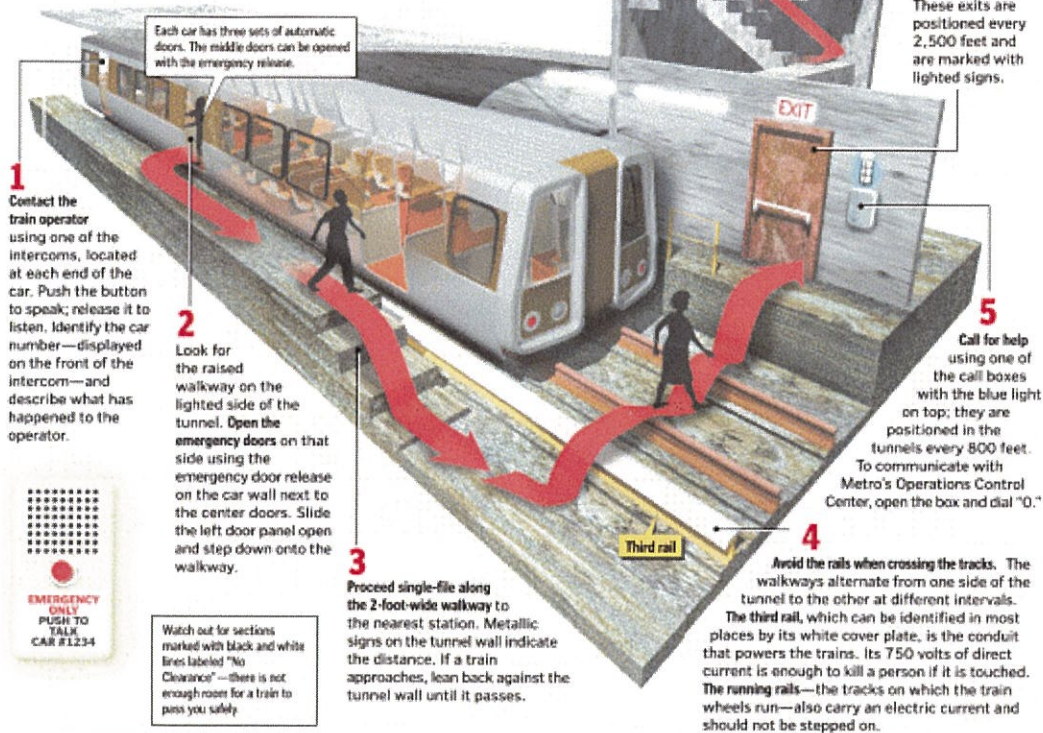 These exits are
positioned every
2,500 feet and
are marked with
lighted signs.
Each car has three sets of automatic
doors. The middle doors can be opened
with the emergency release.
EXIT
1
Contact the
train operator
using one of the
intercoms, located
at each end of the
car. Push the button
to speak; release it to
listen. Identify the car
number—displayed
on the front of the
intercom—and
describe what has
happened to the
operator.
EMERGENCY
ONLY
PUSH TO
TALK
CAR #1234
2
Look for
the raised
walkway on the
lighted side of the
tunnel. Open the
emergency doors on that
side using the
emergency door release
on the car wall next to
the center doors. Slide
the left door panel open
and step down onto the
walkway.
Watch out for sections
marked with black and white
lines labeled "No
Clearance"—there is not
enough room for a train to
pass you safely.
3
Proceed single-file along
the 2-foot-wide walkway to
the nearest station. Metallic
signs on the tunnel wall indicate
the distance. If a train
approaches, lean back against the
tunnel wall until it passes.
Third rail
4
Avoid the rails when crossing the tracks. The
walkways alternate from one side of the
tunnel to the other at different intervals.
The third rail, which can be identified in most
places by its white cover plate, is the conduit
that powers the trains. Its 750 volts of direct
current is enough to kill a person if it is touched.
The running rails—the tracks on which the train
wheels run—also carry an electric current and
should not be stepped on.
5
Call for help
using one of
the call boxes
with the blue light
on top; they are
positioned in the
tunnels every 800 feet.
To communicate with
Metro's Operations Control
Center, open the box and dial "0."